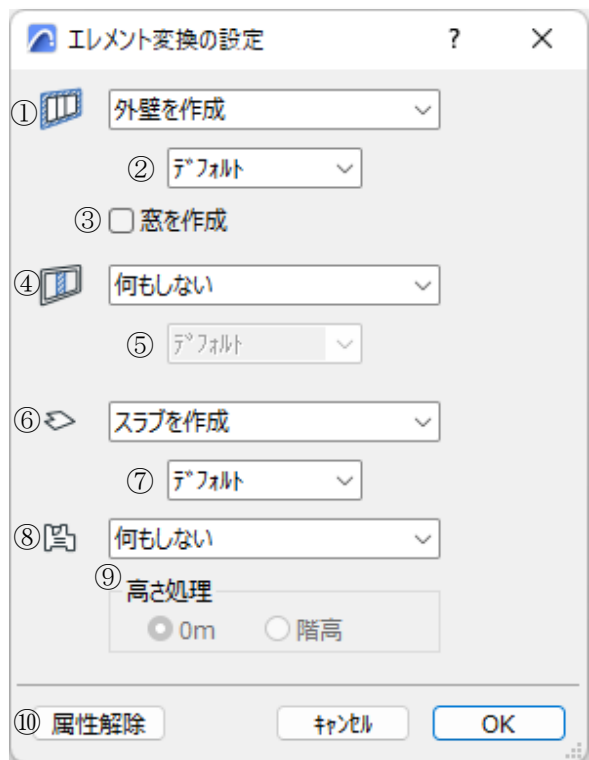 エレメント変換の設定 ? ×
① 外壁を作成
② ﾃﾞﾌｫﾙﾄ
③ 窓を作成
④ 何もしない
⑤ ﾃﾞﾌｫﾙﾄ
⑥ スラブを作成
⑦ ﾃﾞﾌｫﾙﾄ
⑧ 何もしない
⑨ 高さ処理
0m 階高
⑩ 属性解除 ｷｬﾝｾﾙ OK